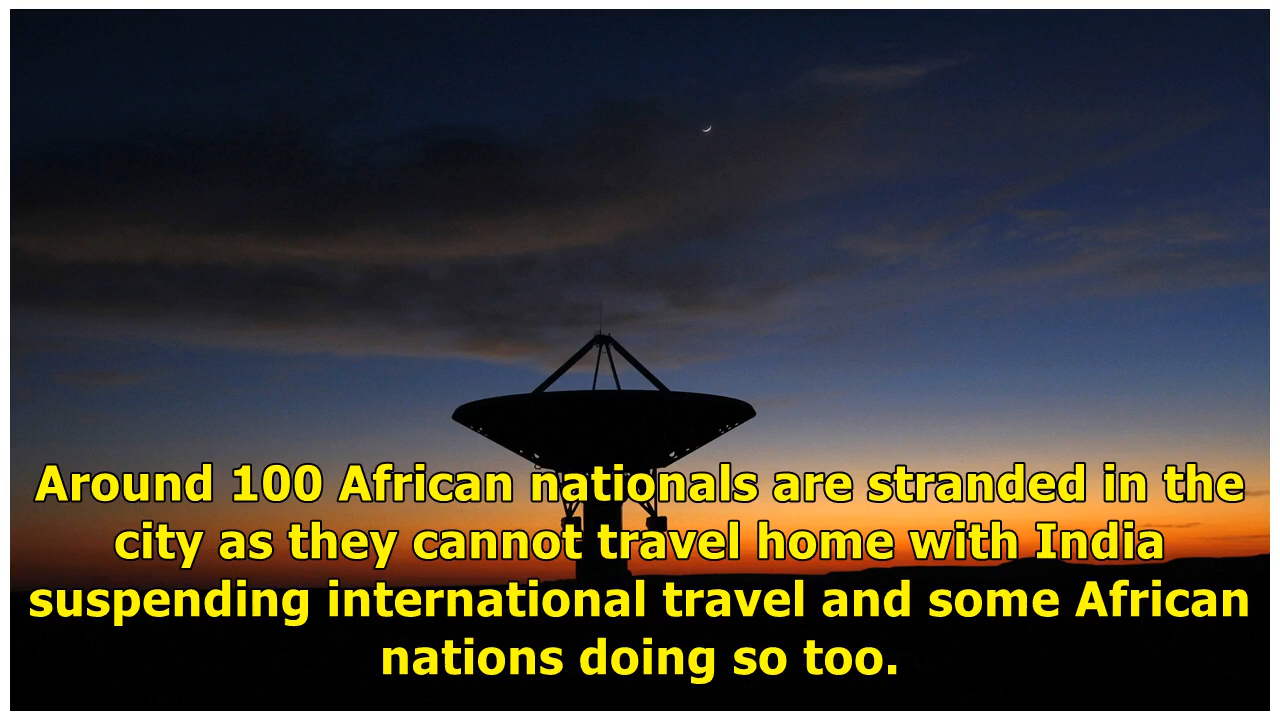 Around 100 African nationals are stranded in the
city as they cannot travel home with India
suspending international travel and some African
nations doing so too.